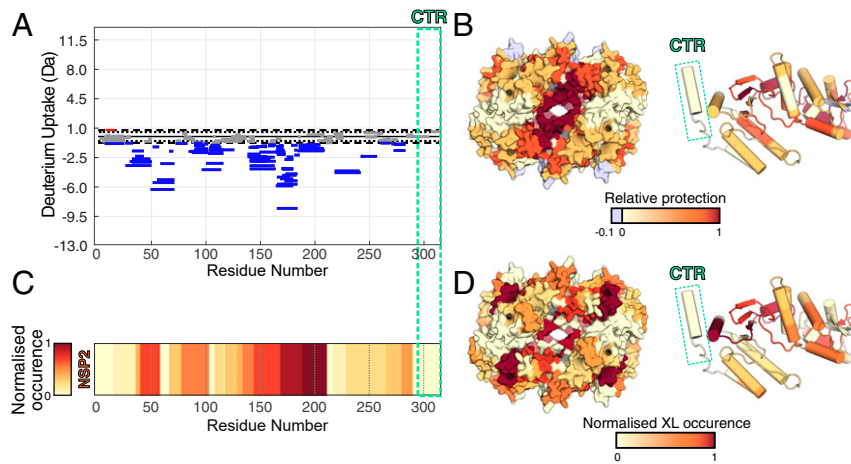 A
CTR
B
Deuterium Uptake (Da)
11.5
8.0
4.5
1.0
-2.5
-6.0
-9.5
-13.0
0 50 100 150 200 250 300
Residue Number
CTR
Relative protection
-0.1 0 1
C
Normalised
occurence
1
0
NSP2
0 50 100 150 200 250 300
Residue Number
D
CTR
Normalised XL occurence
0 1